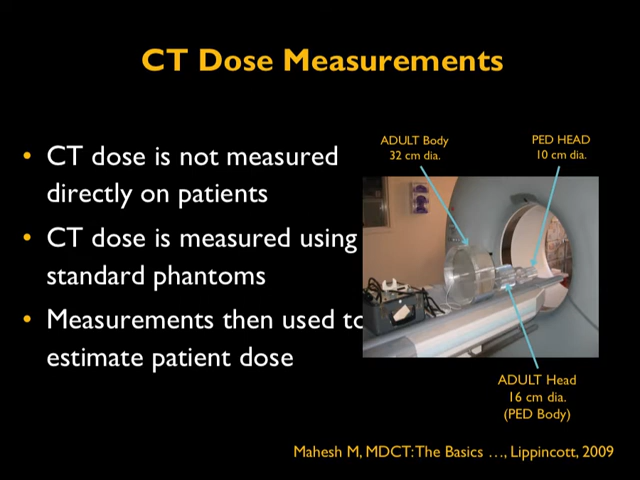 CT Dose Measurements
• CT dose is not measured
directly on patients
• CT dose is measured using
standard phantoms
• Measurements then used to
estimate patient dose
ADULT Body
32 cm dia.
PED HEAD
10 cm dia.
ADULT Head
16 cm dia.
(PED Body)
Mahesh M, MDCT: The Basics …, Lippincott, 2009